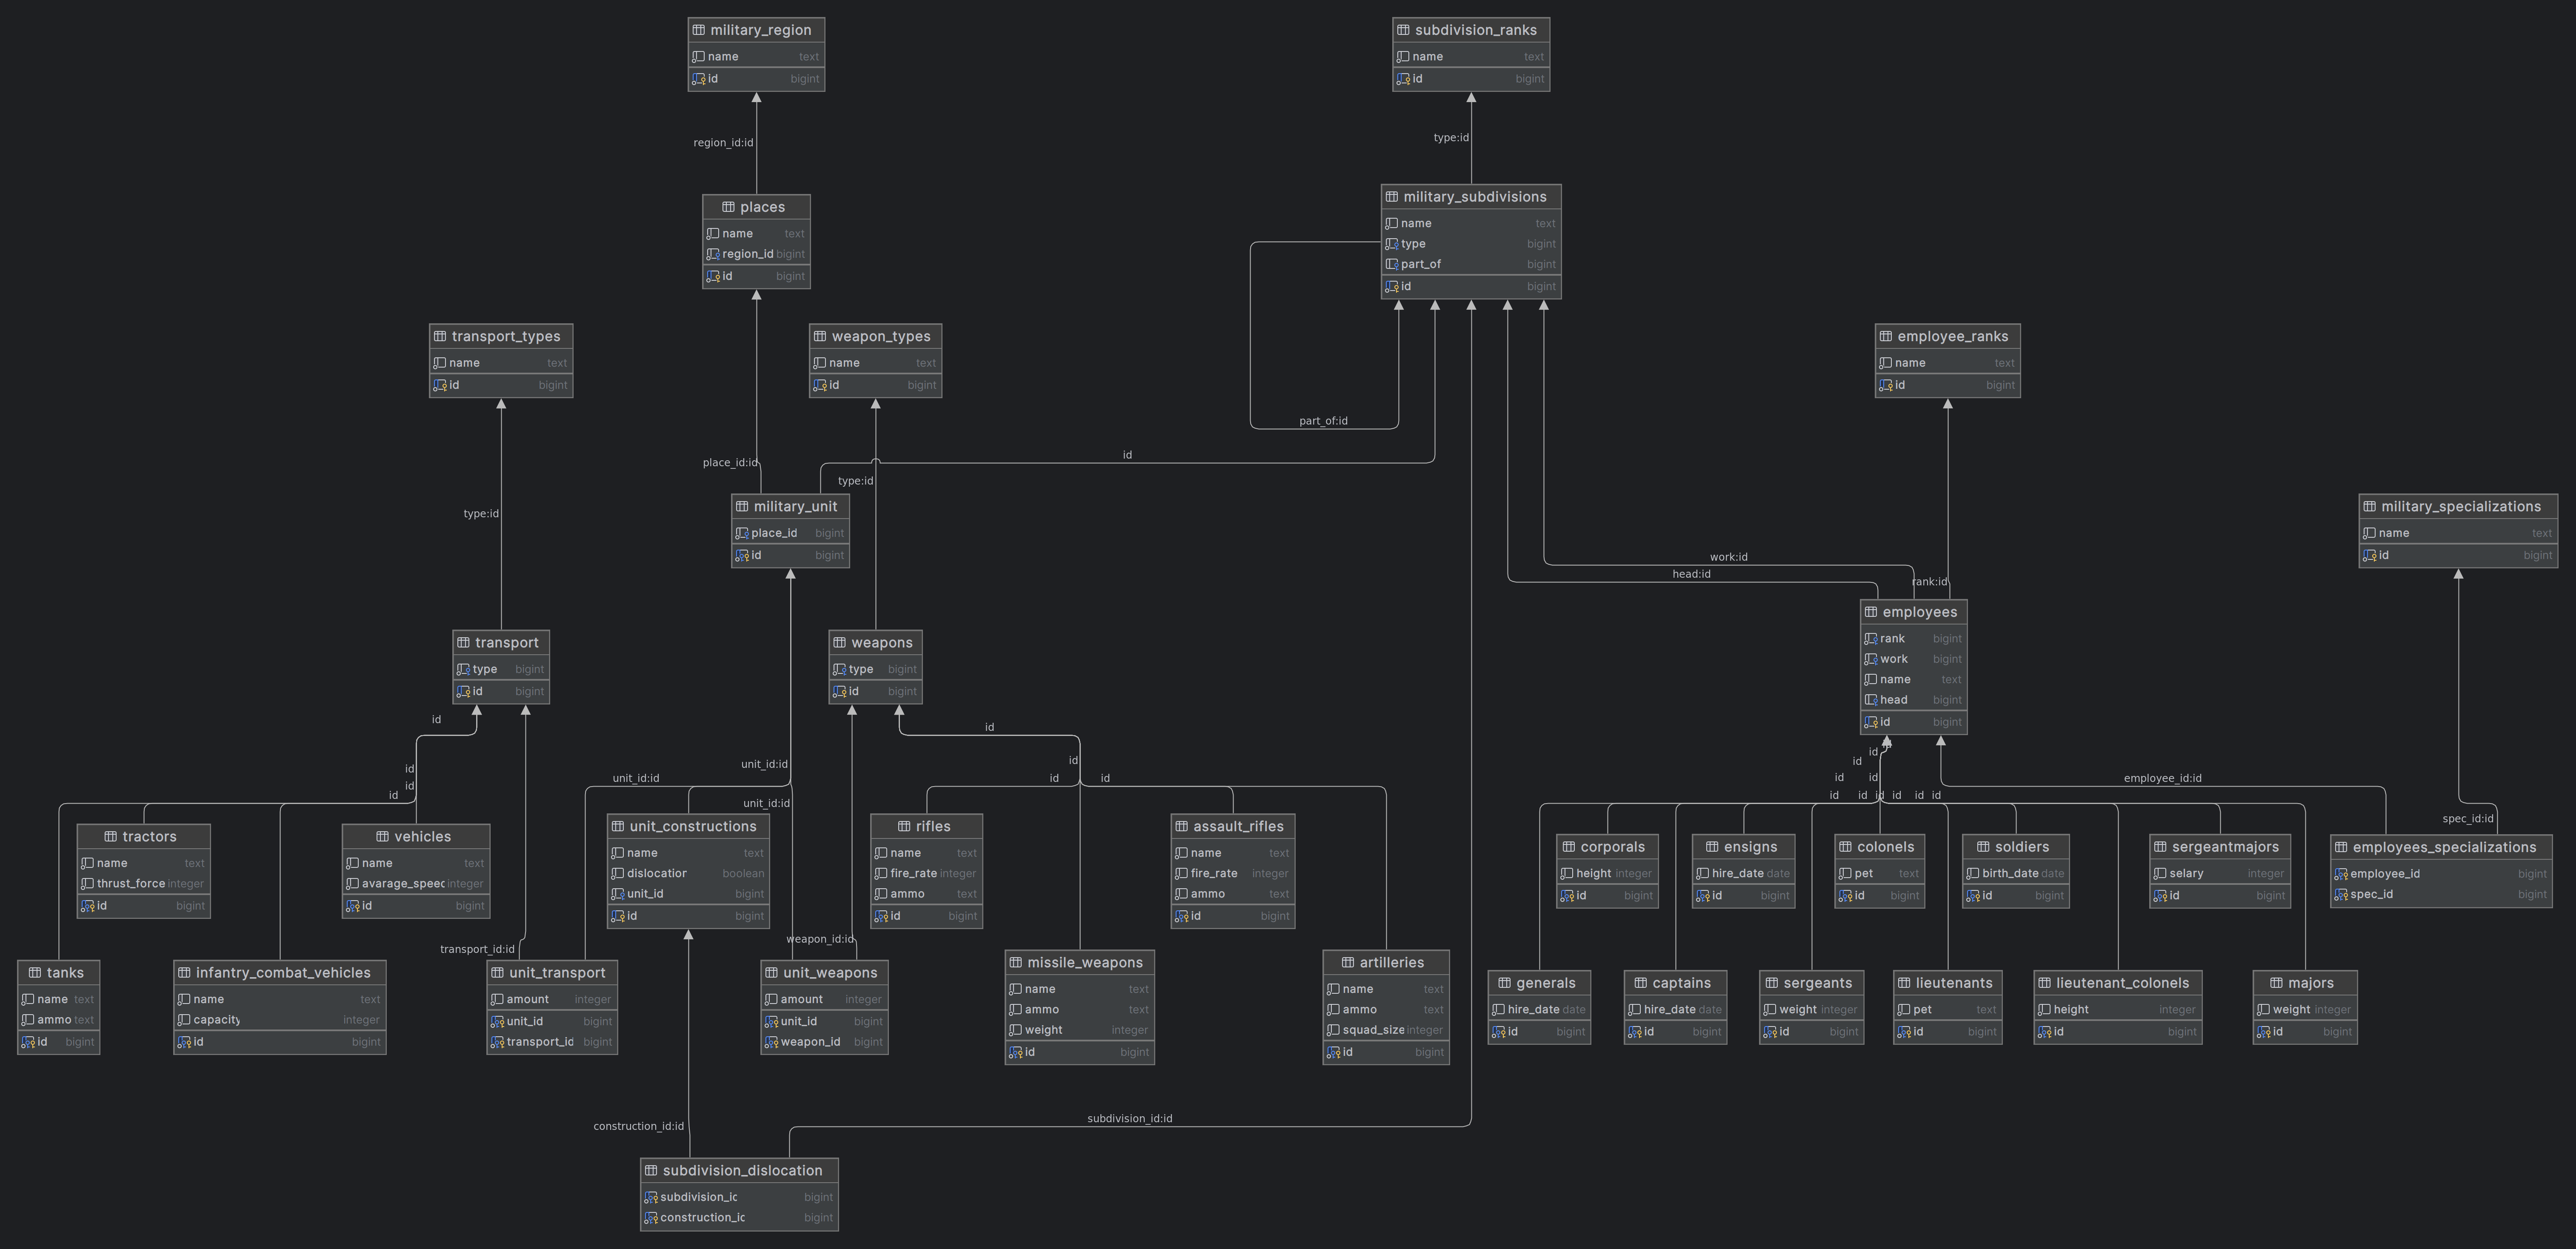 military_region
name text
id bigint
subdivision_ranks
name text
id bigint
region_id:id
type:id
places
name text
region_id bigint
id bigint
military_subdivisions
name text
type bigint
part_of bigint
id bigint
part_of:id
transport_types
name text
id bigint
weapon_types
name text
id bigint
employee_ranks
name text
id bigint
place_id:id
id
type:id
type:id
military_unit
place_id bigint
id bigint
military_specializations
name text
id bigint
work:id
head:id
rank:id
transport
type bigint
id bigint
weapons
type bigint
id bigint
employees
rank bigint
work bigint
name text
head bigint
id bigint
id
id
id
id
unit_id:id
unit_id:id
unit_id:id
id
id
id
id
id
id
id
id
id
id
id
id
id
id
employee_id:id
spec_id:id
tractors
name text
thrust_force integer
id bigint
vehicles
name text
avarage_speed integer
id bigint
unit_constructions
name text
dislocation boolean
unit_id bigint
id bigint
rifles
name text
fire_rate integer
ammo text
id bigint
assault_rifles
name text
fire_rate integer
ammo text
id bigint
corporals
height integer
id bigint
ensigns
hire_date date
id bigint
colonels
pet text
id bigint
soldiers
birth_date date
id bigint
sergeantmajors
selary integer
id bigint
employees_specializations
employee_id bigint
spec_id bigint
transport_id:id
weapon_id:id
tanks
name text
ammo text
id bigint
infantry_combat_vehicles
name text
capacity integer
id bigint
unit_transport
amount integer
unit_id bigint
transport_id bigint
unit_weapons
amount integer
unit_id bigint
weapon_id bigint
missile_weapons
name text
ammo text
weight integer
id bigint
artilleries
name text
ammo text
squad_size integer
id bigint
generals
hire_date date
id bigint
captains
hire_date date
id bigint
sergeants
weight integer
id bigint
lieutenants
pet text
id bigint
lieutenant_colonels
height integer
id bigint
majors
weight integer
id bigint
construction_id:id
subdivision_id:id
subdivision_dislocation
subdivision_id bigint
construction_id bigint